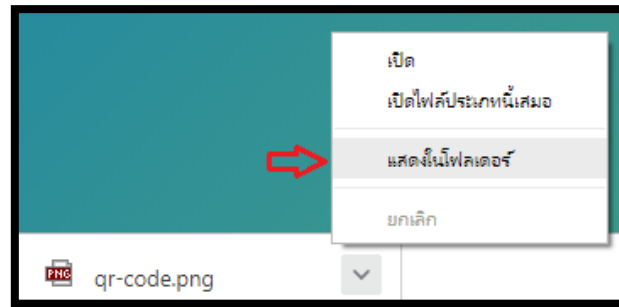 เปิด
เปิดไฟล์ประเภทนี้เสมอ
แสดงในโฟลเดอร์
ยกเลิก
PNG
qr-code.png